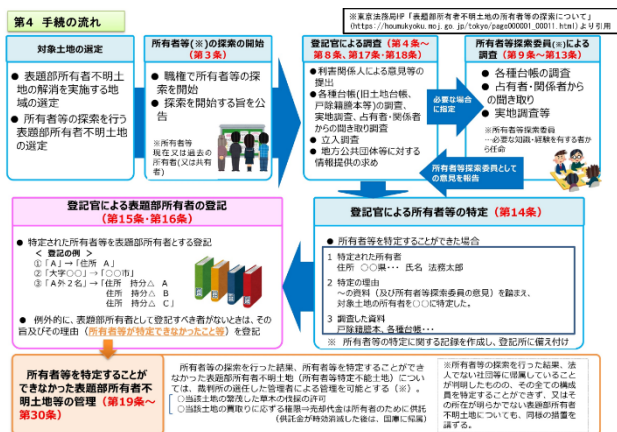 第4 手続の流れ
※東京法務局HP「表題部所有者不明土地の所有者等の探索について」
(https://houmukyoku.moj.go.jp/tokyo/page000001_00011.html)より引用
対象土地の選定
● 表題部所有者不明土
地の解消を実施する地
域の選定
● 所有者等の探索を行う
表題部所有者不明土地
の選定
所有者等(※)の探索の開始
(第3条)
● 職権で所有者等の探
索を開始
● 探索を開始する旨を公
告
※所有者等
現在又は過去の
所有者(又は共有
者)
登記官による調査(第4条～
第8条、第17条・第18条)
●利害関係人による意見等の
提出
●各種台帳(旧土地台帳、
戸除籍謄本等)の調査、
実地調査、占有者・関係者
からの聞き取り調査
● 立入調査
● 地方公共団体等に対する
情報提供の求め
必要な場合
に指定
所有者等探索委員(※)による
調査(第9条～第13条)
● 各種台帳の調査
● 占有者・関係者
からの聞き取り
● 実地調査等
※所有者等探索委員
…必要な知識・経験を有する者か
ら任命
所有者等探索委員としての
意見を報告
登記官による表題部所有者の登記
(第15条・第16条)
● 特定された所有者等を表題部所有者とする登記
＜ 登記の例 ＞
①「A」→「住所 A」
②「大字〇〇」→「〇〇市」
③「A外2名」→「住所 持分△ A
住所 持分△ B
住所 持分△ C」
● 例外的に、表題部所有者として登記すべき者がないときは、その
旨及びその理由(所有者等が特定できなかったこと等)を登記
登記官による所有者等の特定(第14条)
● 所有者等を特定することができた場合
1 特定された所有者
住所 〇〇県… 氏名 法務太郎
2 特定の理由
～の資料(及び所有者等探索委員の意見)を踏まえ、
対象土地の所有者を〇〇に特定した。
3 調査した資料
戸除籍謄本、各種台帳…
※ 所有者等の特定に関する記録を作成し、登記所に備え付け
所有者等を特定することが
できなかった表題部所有者不
明土地等の管理(第19条～
第30条)
所有者等の探索を行った結果、所有者等を特定することができ
なかった表題部所有者不明土地(所有者等特定不能土地)につい
ては、裁判所の選任した管理者による管理を可能とする(※)。
〇当該土地の繁茂した草木の伐採の許可
〇当該土地の買取りに応ずる権限⇒売却代金は所有者のために供託
(供託金が時効消滅した後は、国庫に帰属)
※所有者等の探索を行った結果、法
人でない社団等に帰属していること
が判明したものの、その全ての構成
員を特定することができず、又はそ
の所在が明らかでない表題部所有者
不明土地についても、同様の措置を
講ずる。